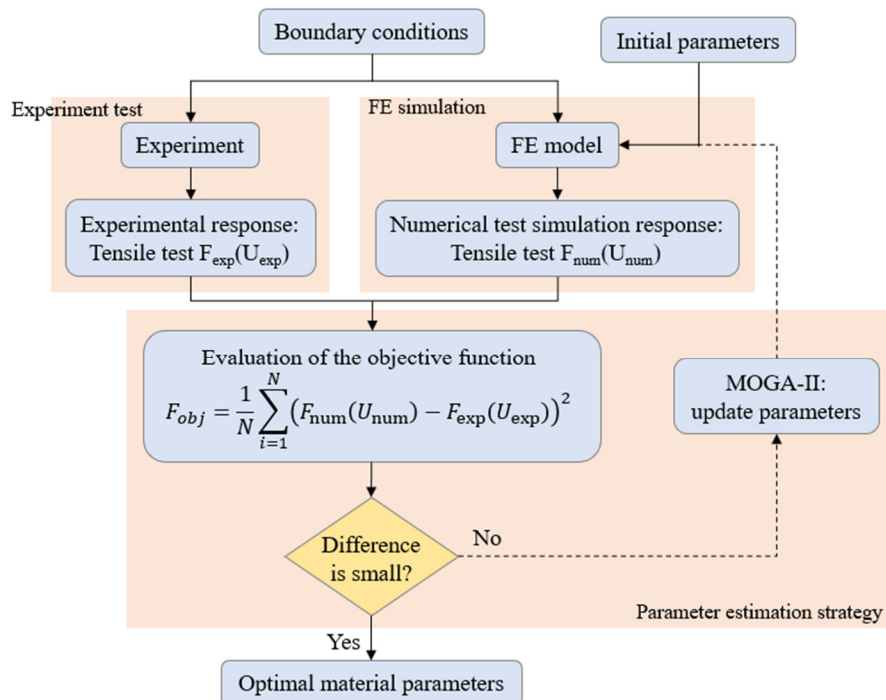 Boundary conditions
Initial parameters
Experiment test
FE simulation
Experiment
FE model
Experimental response:
Tensile test F_exp(U_exp)
Numerical test simulation response:
Tensile test F_num(U_num)
Evaluation of the objective function
F_obj = 1/N ∑_{i=1}^{N} (F_num(U_num) − F_exp(U_exp))^2
MOGA-II:
update parameters
Difference
is small?
No
Parameter estimation strategy
Yes
Optimal material parameters